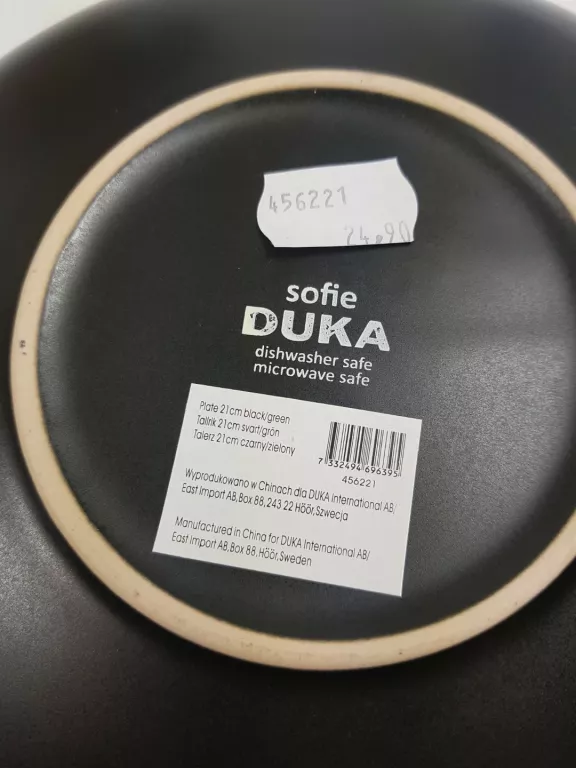 456221
24,90
sofie
DUKA
dishwasher safe
microwave safe
Plate 21cm black/green
Tallrik 21cm svart/grön
Talerz 21cm czarny/zielony
7 332494 696395
456221
Wyprodukowano w Chinach dla DUKA International AB/
East Import AB,Box 88,243 22 Höör,Szwecja
Manufactured in China for DUKA International AB/
East Import AB,Box 88,Höör,Sweden